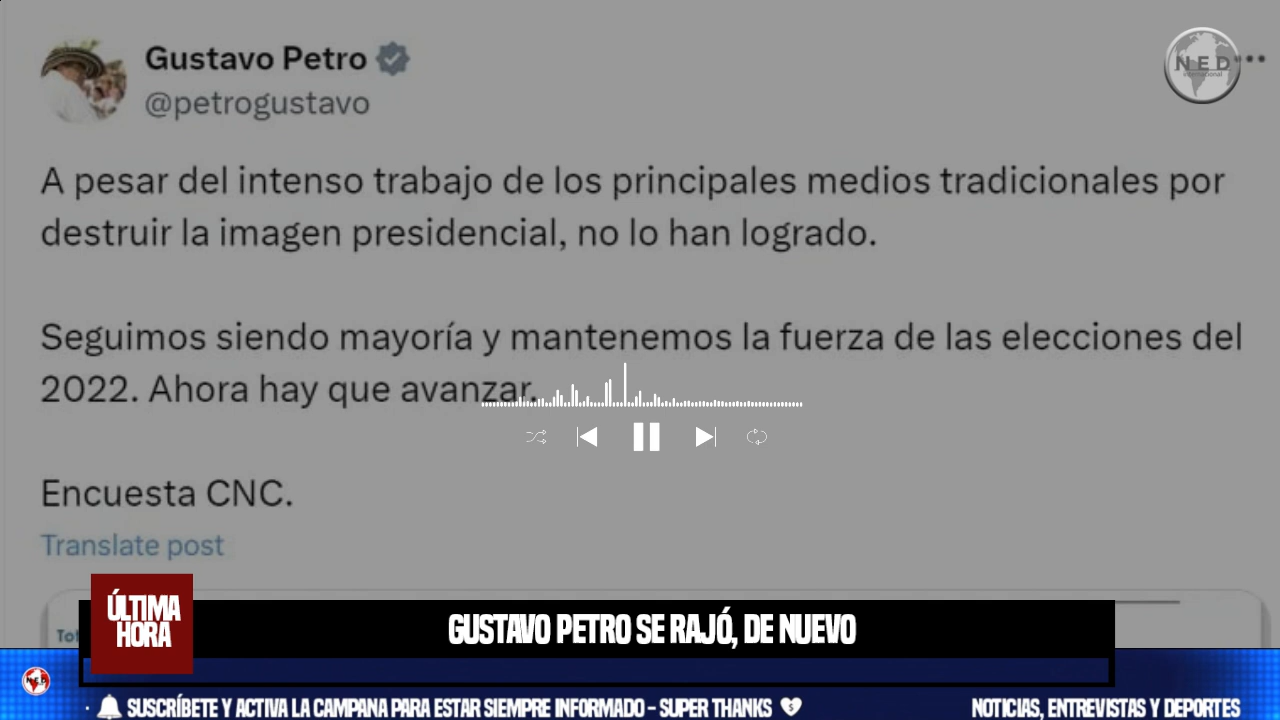 Gustavo Petro
@petrogustavo
NED
international
A pesar del intenso trabajo de los principales medios tradicionales por
destruir la imagen presidencial, no lo han logrado.
Seguimos siendo mayoría y mantenemos la fuerza de las elecciones del
2022. Ahora hay que avanzar.
Encuesta CNC.
Translate post
ÚLTIMA
HORA
GUSTAVO PETRO SE RAJÓ, DE NUEVO
NED
· SUSCRÍBETE Y ACTIVA LA CAMPANA PARA ESTAR SIEMPRE INFORMADO - SUPER THANKS
NOTICIAS, ENTREVISTAS Y DEPORTES